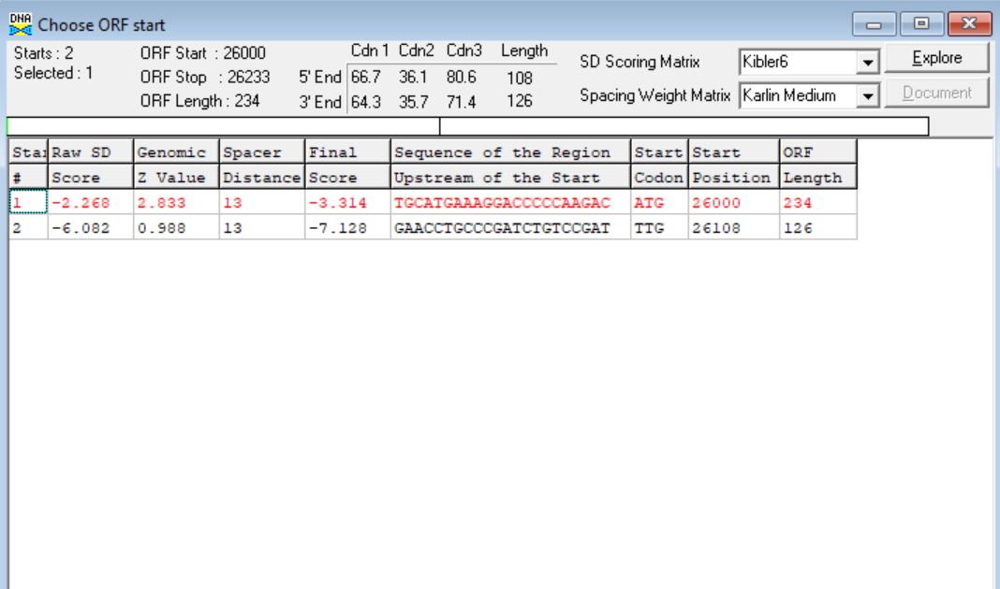 DNA
Choose ORF start
Starts : 2 ORF Start : 26000 Cdn 1 Cdn2 Cdn3 Length SD Scoring Matrix Kibler6 Explore
Selected : 1 ORF Stop : 26233 5' End 66.7 36.1 80.6 108
ORF Length : 234 3' End 64.3 35.7 71.4 126 Spacing Weight Matrix Karlin Medium Document
Star Raw SD Genomic Spacer Final Sequence of the Region Start Start ORF
# Score Z Value Distance Score Upstream of the Start Codon Position Length
1 -2.268 2.833 13 -3.314 TGCATGAAAGGACCCCCAAGAC ATG 26000 234
2 -6.082 0.988 13 -7.128 GAACCTGCCCGATCTGTCCGAT TTG 26108 126